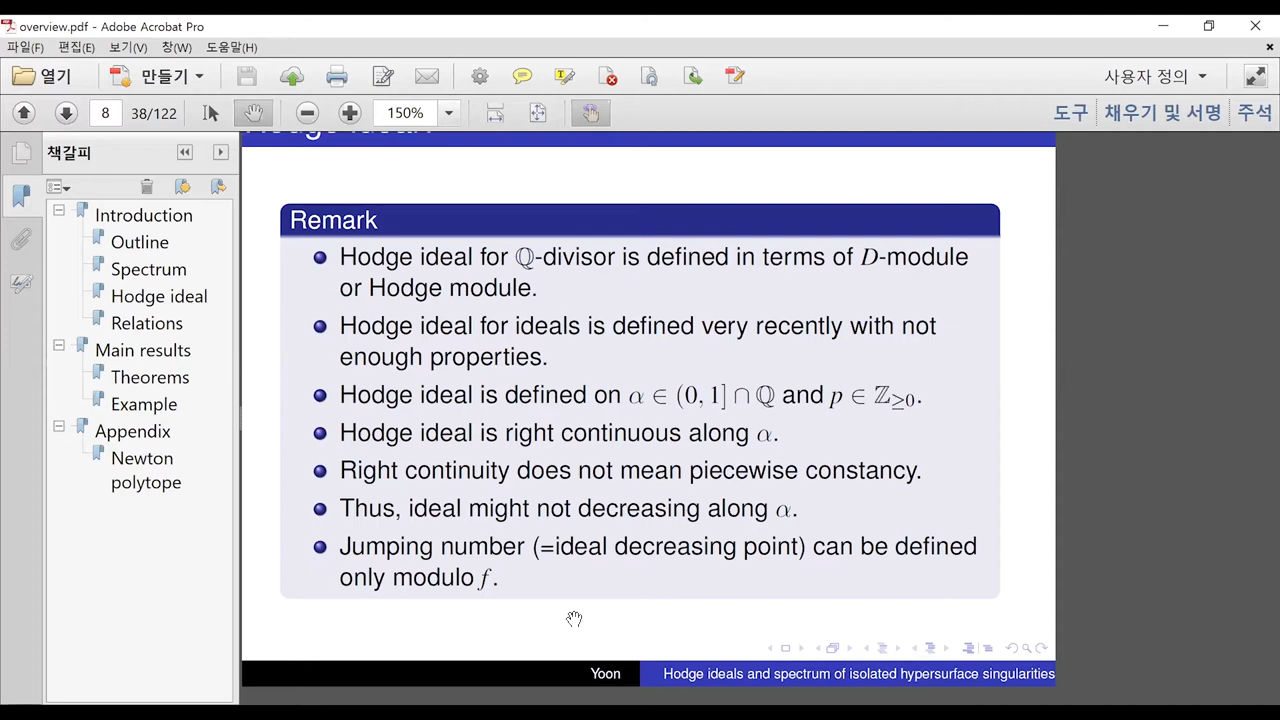 overview.pdf - Adobe Acrobat Pro
파일(F) 편집(E) 보기(V) 창(W) 도움말(H)
열기 만들기 사용자 정의
8 38/122 150% 도구 채우기 및 서명 주석
책갈피
Introduction
Outline
Spectrum
Hodge ideal
Relations
Main results
Theorems
Example
Appendix
Newton
polytope
Remark
Hodge ideal for ℚ-divisor is defined in terms of D-module
or Hodge module.
Hodge ideal for ideals is defined very recently with not
enough properties.
Hodge ideal is defined on α ∈ (0, 1] ∩ ℚ and p ∈ ℤ≥0.
Hodge ideal is right continuous along α.
Right continuity does not mean piecewise constancy.
Thus, ideal might not decreasing along α.
Jumping number (=ideal decreasing point) can be defined
only modulo f.
Yoon Hodge ideals and spectrum of isolated hypersurface singularities